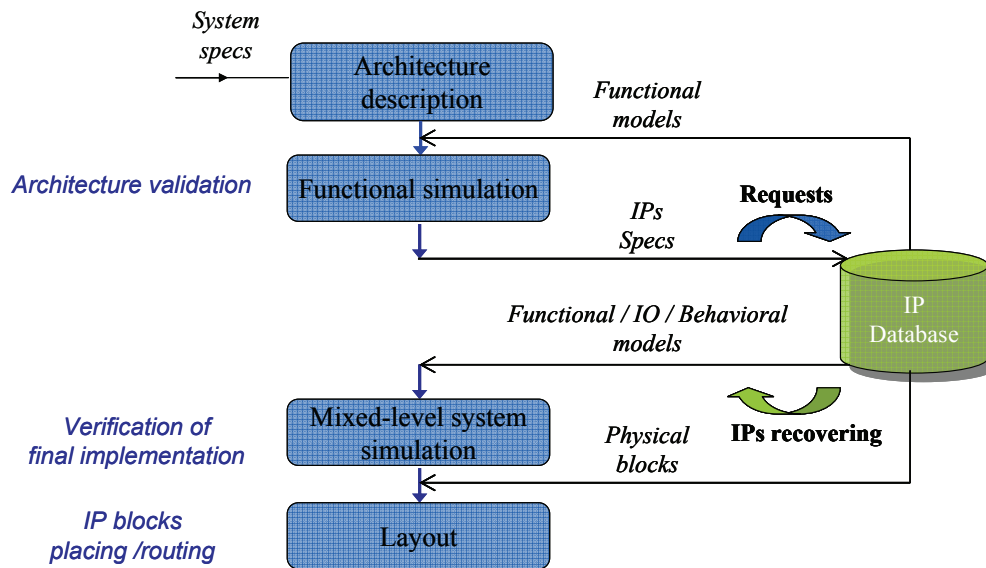 System
specs
Architecture
description
Functional
models
Architecture validation
Functional simulation
Requests
IPs
Specs
IP
Database
Functional / IO / Behavioral
models
Mixed-level system
simulation
Verification of
final implementation
IPs recovering
Physical
blocks
IP blocks
placing /routing
Layout